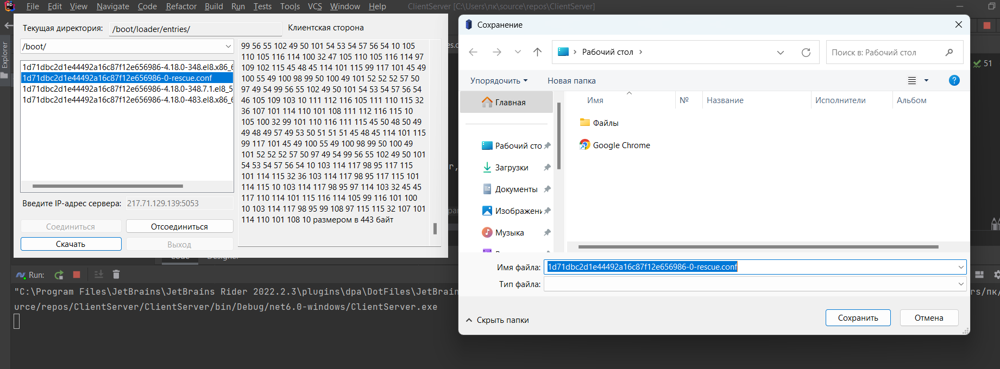 File Edit View Navigate Code Refactor Build Run Tests Tools VCS Window Help ClientServer [C:\Users\пк\source\repos\ClientServer]
Explorer
Текущая директория: /boot/loader/entries/ Клиентская сторона
/boot/
1d71dbc2d1e44492a16c87f12e656986-4.18.0-348.el8.x86_6
1d71dbc2d1e44492a16c87f12e656986-0-rescue.conf
1d71dbc2d1e44492a16c87f12e656986-4.18.0-348.7.1.el8_5
1d71dbc2d1e44492a16c87f12e656986-4.18.0-483.el8.x86_6
99 56 55 102 49 50 101 54 53 54 57 56 54 10 105
110 105 116 114 100 32 47 105 110 105 116 114 97
109 102 115 45 48 45 114 101 115 99 117 101 45 49
100 55 49 100 98 99 50 100 49 101 52 52 52 57 50
97 49 54 99 56 55 102 49 50 101 54 53 54 57 56 54
46 105 109 103 10 111 112 116 105 111 110 115 32
36 107 101 114 110 101 108 111 112 116 115 10
105 100 32 99 101 110 116 111 115 45 50 48 50 49
49 48 49 57 49 53 50 51 51 51 45 48 45 114 101 115
99 117 101 45 49 100 55 49 100 98 99 50 100 49
101 52 52 52 57 50 97 49 54 99 56 55 102 49 50 101
54 53 54 57 56 54 10 103 114 117 98 95 117 115
101 114 115 32 36 103 114 117 98 95 117 115 101
114 115 10 103 114 117 98 95 97 114 103 32 45 45
117 110 114 101 115 116 114 105 99 116 101 100
10 103 114 117 98 95 99 108 97 115 115 32 107 101
114 110 101 108 10 размером в 443 байт
Введите IP-адрес сервера: 217.71.129.139:5053
Соединиться Отсоединиться
Скачать Выход
Сохранение
Рабочий стол
Поиск в: Рабочий стол
51
Упорядочить Новая папка
Главная
Имя № Название Исполнители Альбом
Файлы
Google Chrome
Рабочий сто
Загрузки
Документы
Изображени
Музыка
Имя файла: 1d71dbc2d1e44492a16c87f12e656986-0-rescue.conf
Тип файла:
Скрыть папки
Сохранить Отмена
Run:
"C:\Program Files\JetBrains\JetBrains Rider 2022.2.3\plugins\dpa\DotFiles\JetBrain rs/пк/
urce/repos/ClientServer/ClientServer/bin/Debug/net6.0-windows/ClientServer.exe